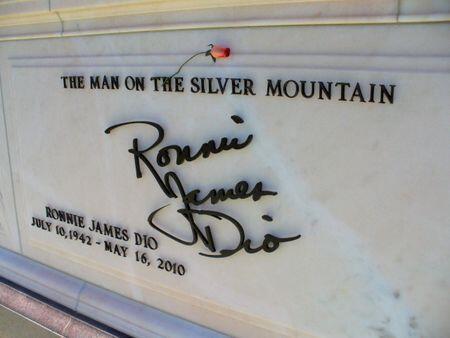 THE MAN ON THE SILVER MOUNTAIN
Ronnie
James
Dio
RONNIE JAMES DIO
JULY 10, 1942 - MAY 16, 2010